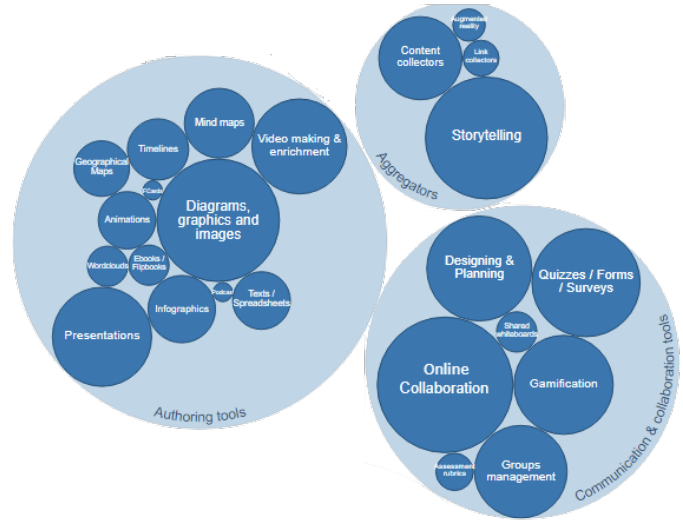 Augmented
reality
Content
collectors
Link
collectors
Storytelling
Aggregators
Mind maps
Video making &
enrichment
Timelines
Geographical
Maps
FCards
Diagrams,
graphics and
images
Animations
Wordclouds
Ebooks /
Flipbooks
Podcas
Texts /
Spreadsheets
Infographics
Presentations
Authoring tools
Designing &
Planning
Quizzes / Forms
/ Surveys
Shared
whiteboards
Online
Collaboration
Gamification
Assessment
rubrics
Groups
management
Communication & collaboration tools